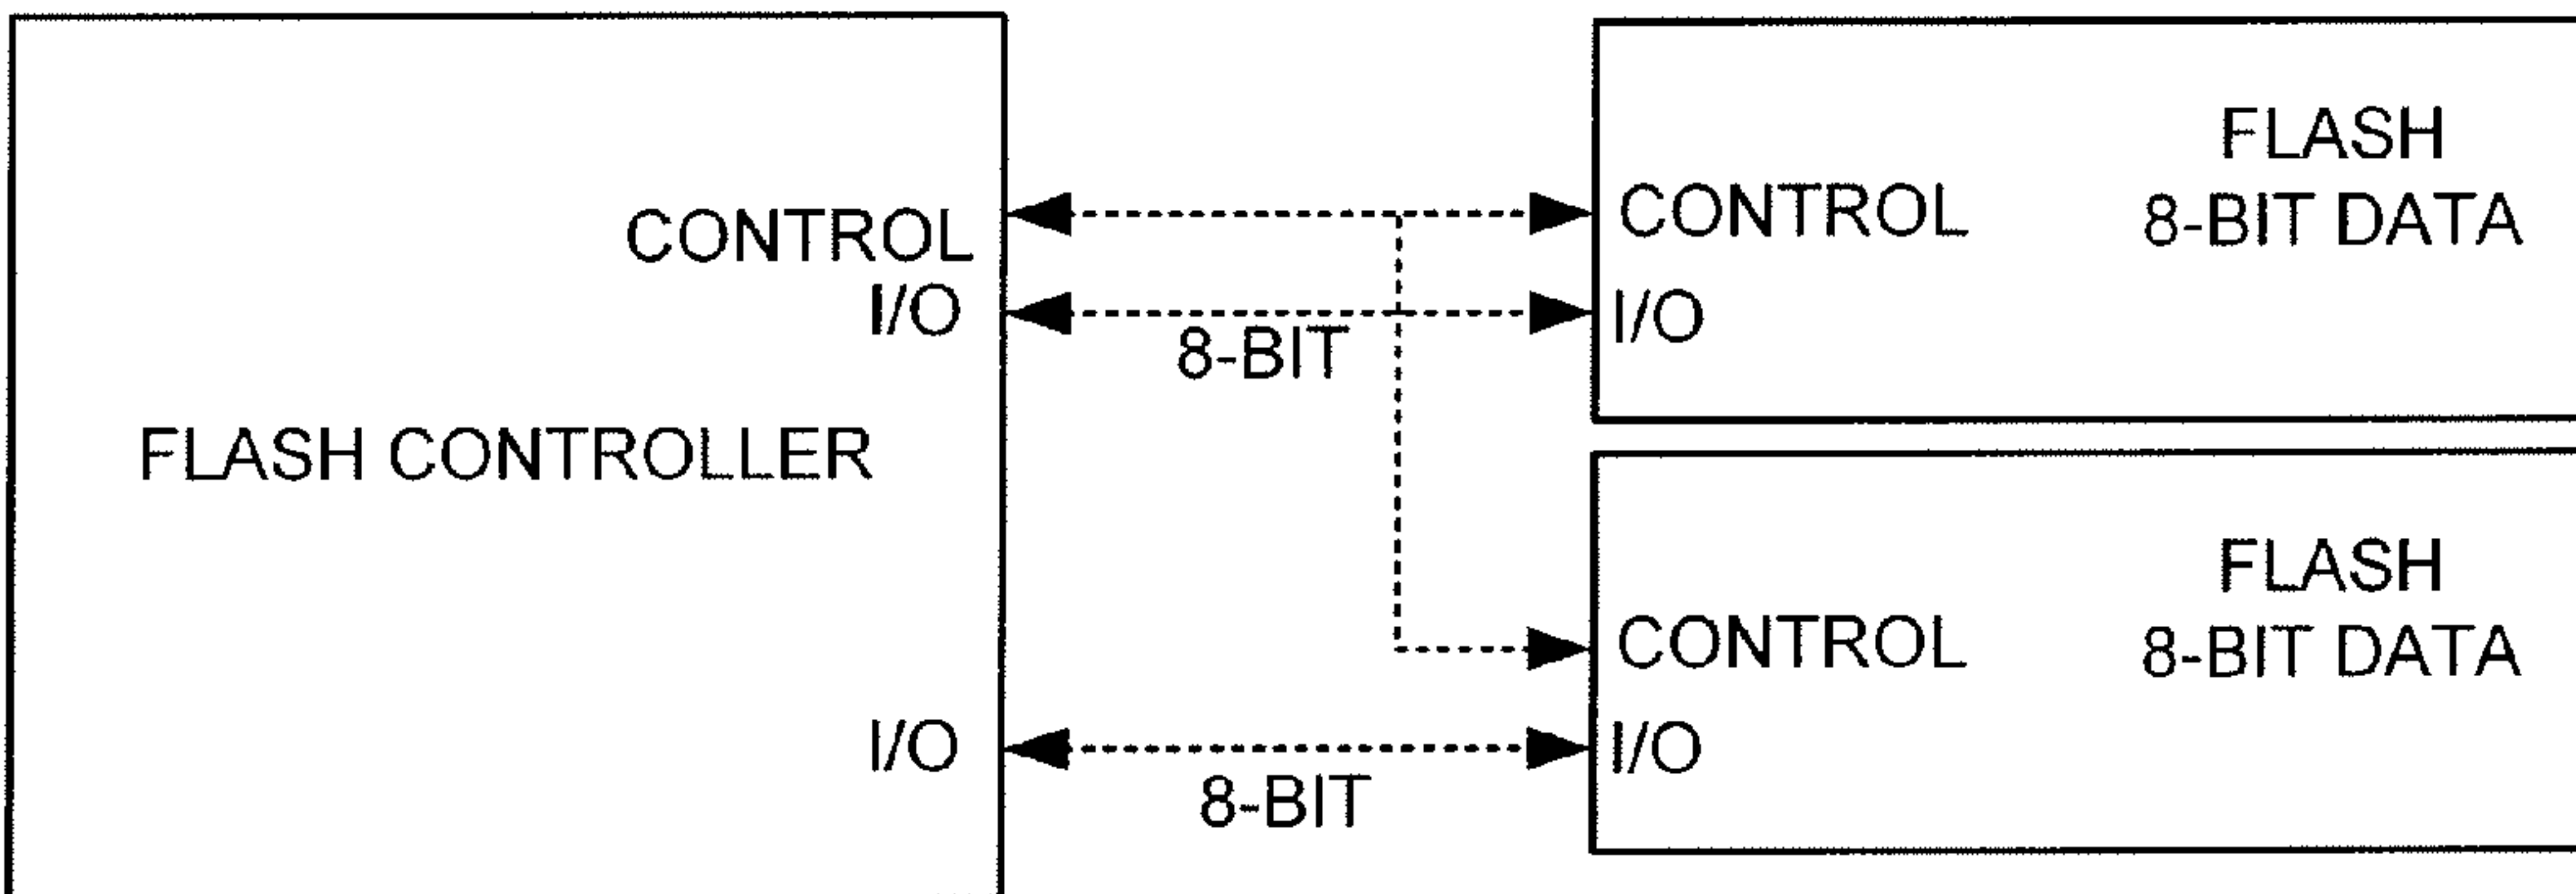 CONTROL
I/O
FLASH CONTROLLER
I/O
8-BIT
8-BIT
FLASH
8-BIT DATA
CONTROL
I/O
FLASH
8-BIT DATA
CONTROL
I/O